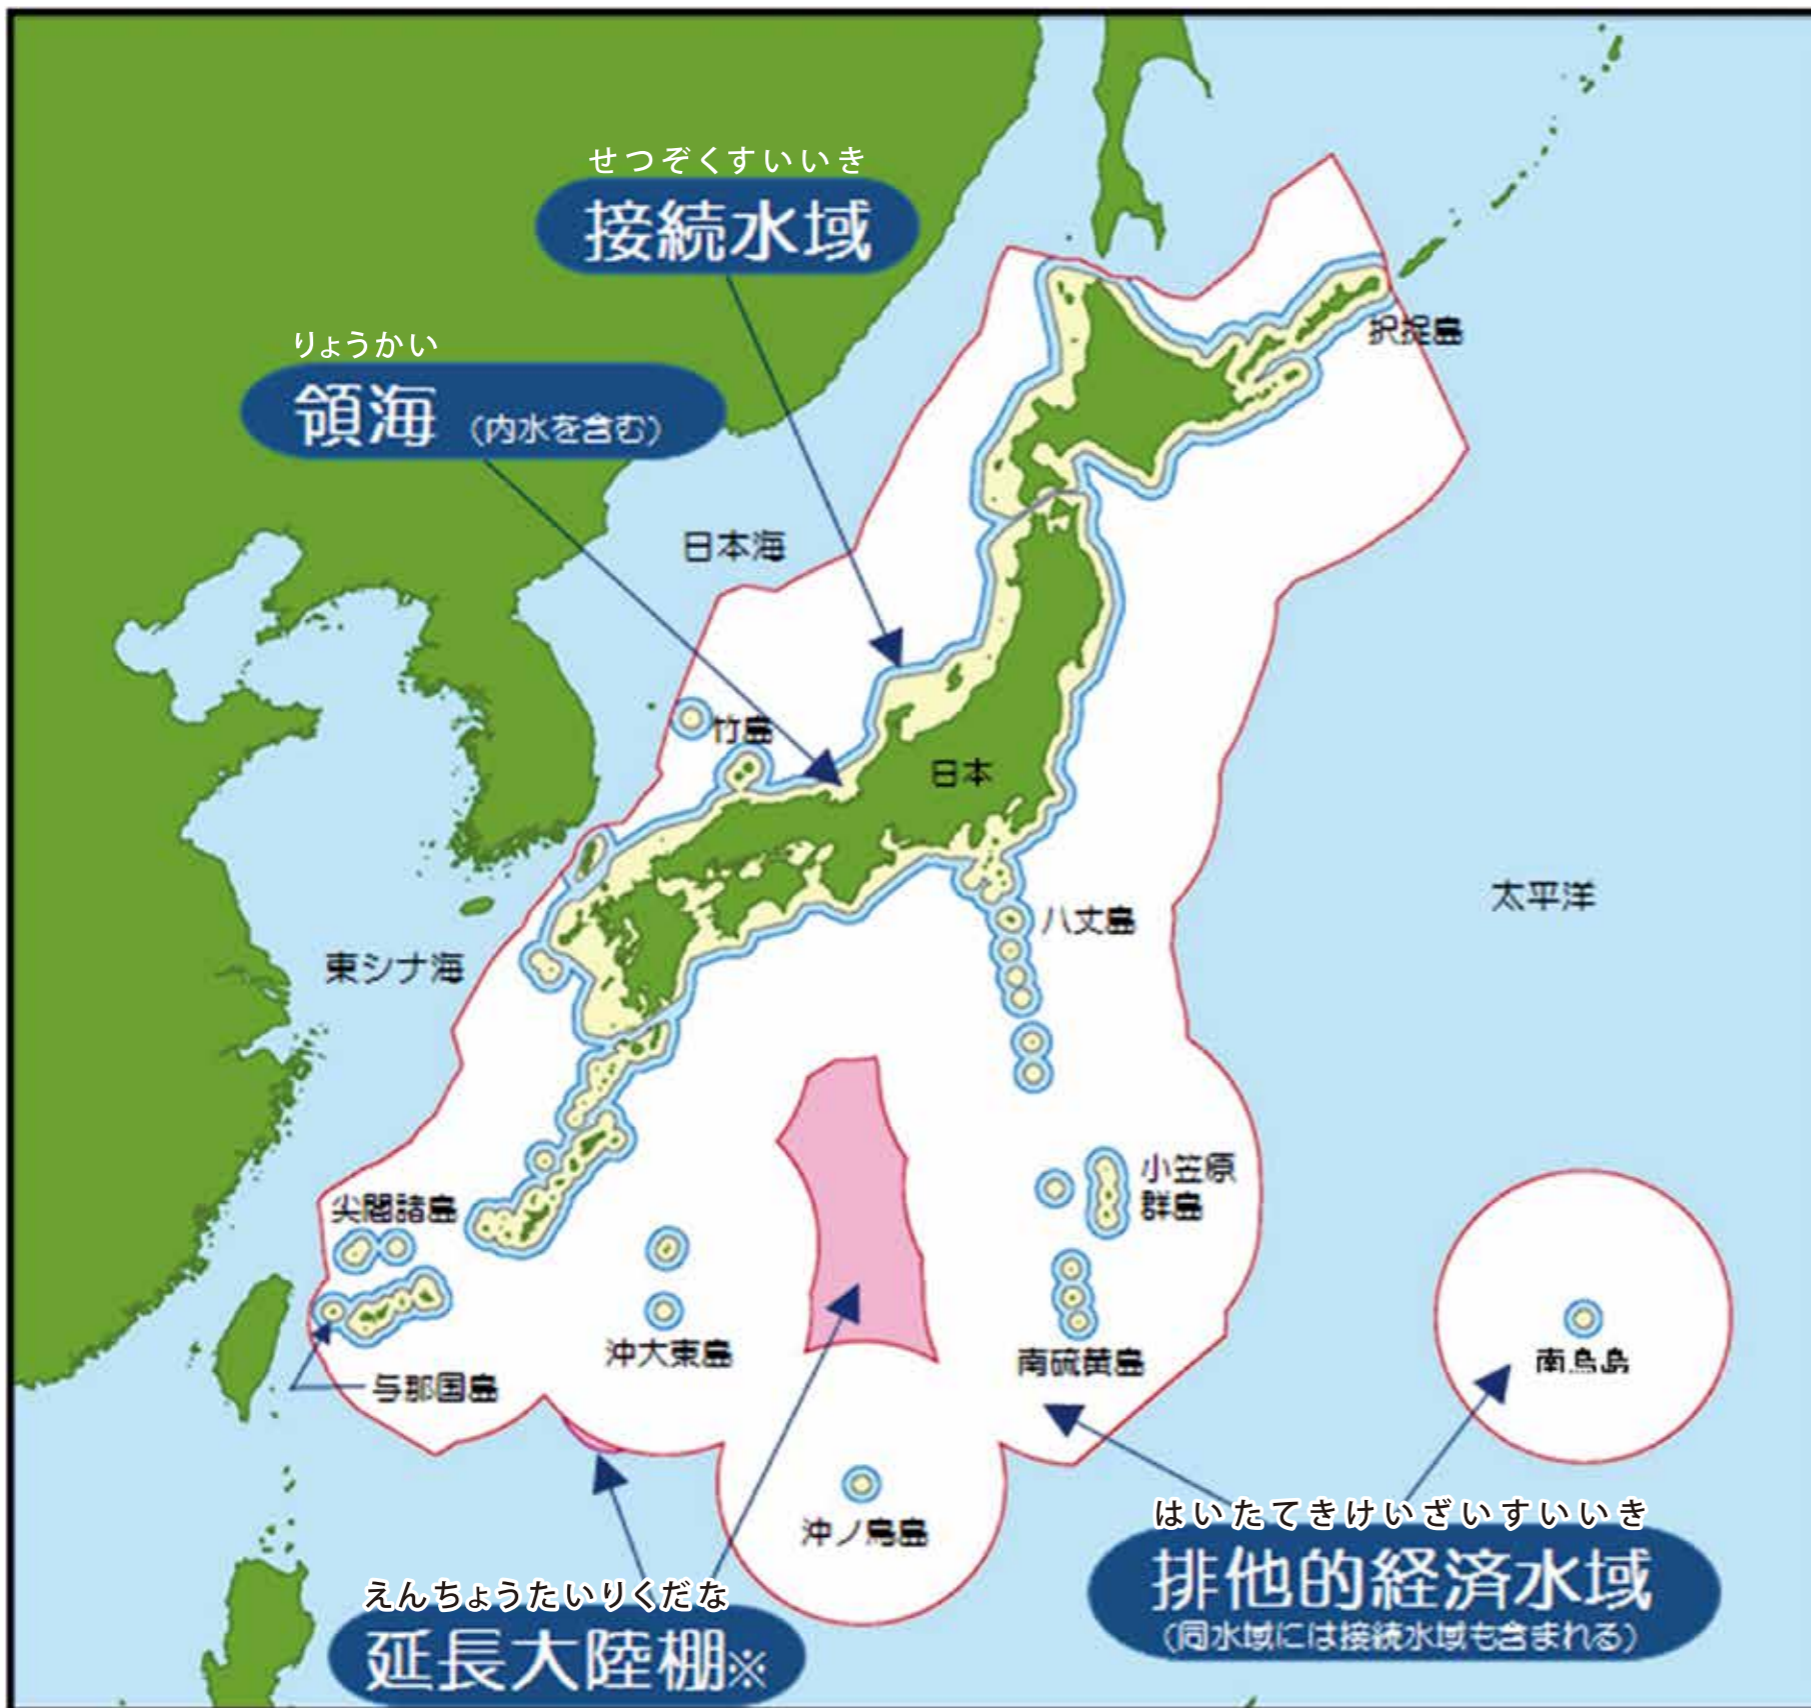 せつぞくすいいき
接続水域
りょうかい
領海（内水を含む）
択捉島
日本海
竹島
日本
八丈島
太平洋
東シナ海
小笠原
群島
尖閣諸島
沖大東島
南硫黄島
南鳥島
与那国島
沖ノ鳥島
はいたてきけいざいすいいき
排他的経済水域
（同水域には接続水域も含まれる）
えんちょうたいりくだな
延長大陸棚※